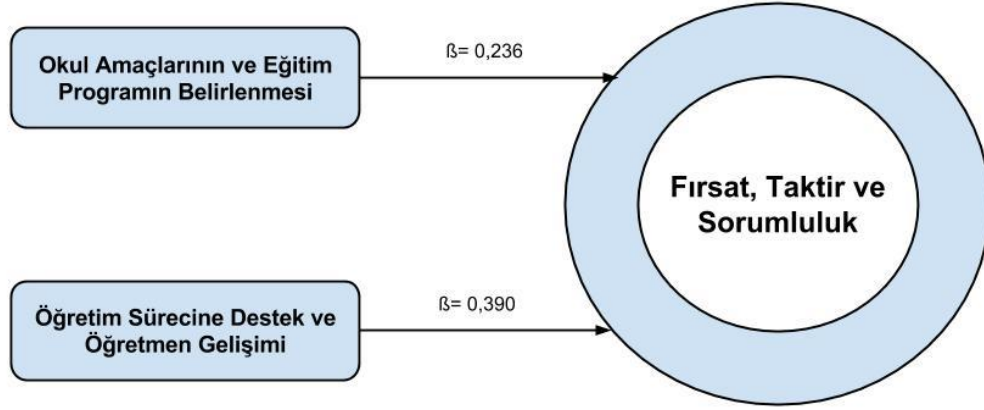 Okul Amaçlarının ve Eğitim
Programın Belirlenmesi
ß= 0,236
Fırsat, Taktir ve
Sorumluluk
Öğretim Sürecine Destek ve
Öğretmen Gelişimi
ß= 0,390